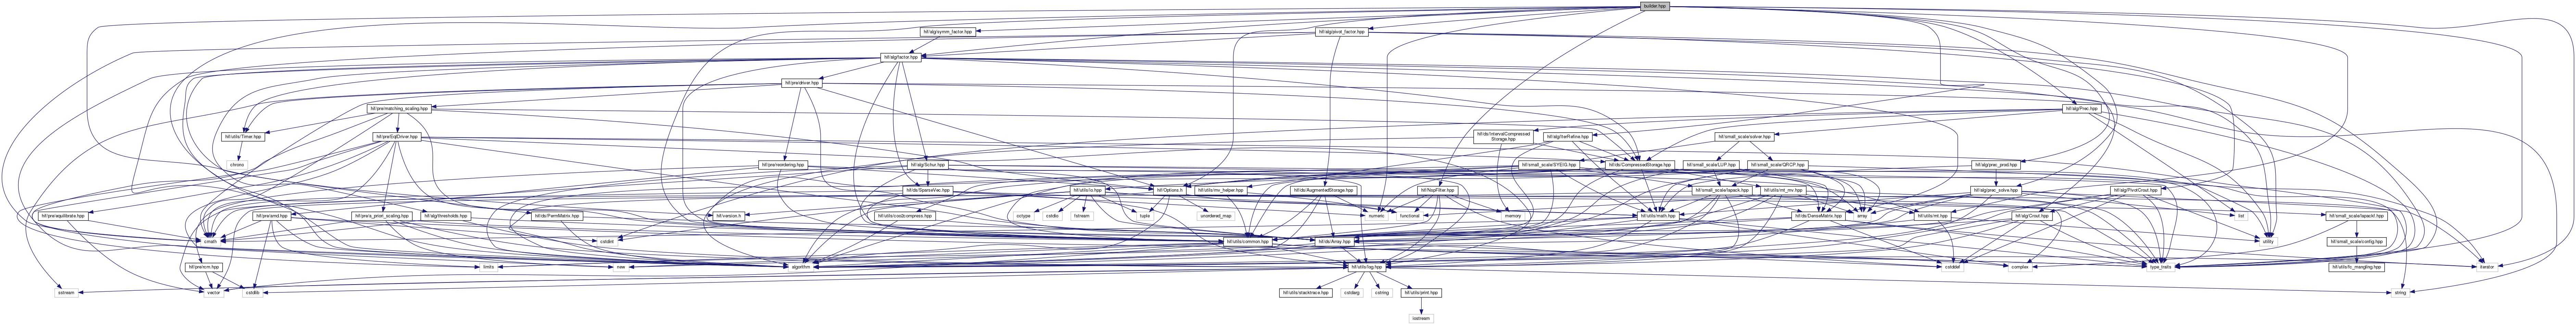 builder.hpp
hif/alg/symm_factor.hpp
hif/alg/pivot_factor.hpp
hif/alg/factor.hpp
hif/pre/driver.hpp
hif/pre/matching_scaling.hpp
hif/alg/Prec.hpp
hif/utils/Timer.hpp
hif/pre/EqlDriver.hpp
hif/ds/IntervalCompressed
Storage.hpp
hif/alg/IterRefine.hpp
hif/small_scale/solver.hpp
chrono
hif/pre/reordering.hpp
hif/alg/Schur.hpp
hif/small_scale/SYEIG.hpp
hif/ds/CompressedStorage.hpp
hif/small_scale/LUP.hpp
hif/small_scale/QRCP.hpp
hif/alg/prec_prod.hpp
hif/ds/SparseVec.hpp
hif/utils/io.hpp
hif/Options.h
hif/utils/mv_helper.hpp
hif/ds/AugmentedStorage.hpp
hif/NspFilter.hpp
hif/small_scale/lapack.hpp
hif/utils/mt_mv.hpp
hif/alg/prec_solve.hpp
hif/alg/PivotCrout.hpp
hif/pre/equilibrate.hpp
hif/pre/amd.hpp
hif/pre/a_priori_scaling.hpp
hif/alg/thresholds.hpp
hif/ds/PermMatrix.hpp
hif/version.h
hif/utils/coo2compress.hpp
cctype
cstdio
fstream
tuple
unordered_map
numeric
functional
memory
hif/utils/math.hpp
hif/ds/DenseMatrix.hpp
array
hif/utils/mt.hpp
hif/alg/Crout.hpp
list
hif/small_scale/lapack.hpp
cmath
cstdint
hif/utils/common.hpp
hif/ds/Array.hpp
utility
hif/small_scale/config.hpp
hif/pre/mm.hpp
limits
new
algorithm
hif/utils/log.hpp
cstddef
complex
type_traits
hif/utils/fc_mangling.hpp
iterator
sstream
vector
cstdlib
hif/utils/stacktrace.hpp
cstdarg
cstring
hif/utils/print.hpp
string
iostream